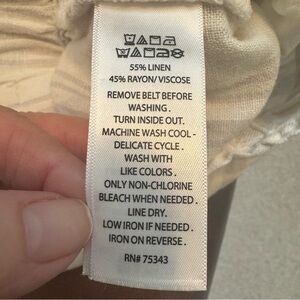 55% LINEN
45% RAYON/ VISCOSE
REMOVE BELT BEFORE
WASHING .
TURN INSIDE OUT.
MACHINE WASH COOL -
DELICATE CYCLE .
WASH WITH
LIKE COLORS .
ONLY NON-CHLORINE
BLEACH WHEN NEEDED .
LINE DRY.
LOW IRON IF NEEDED .
IRON ON REVERSE .
RN# 75343